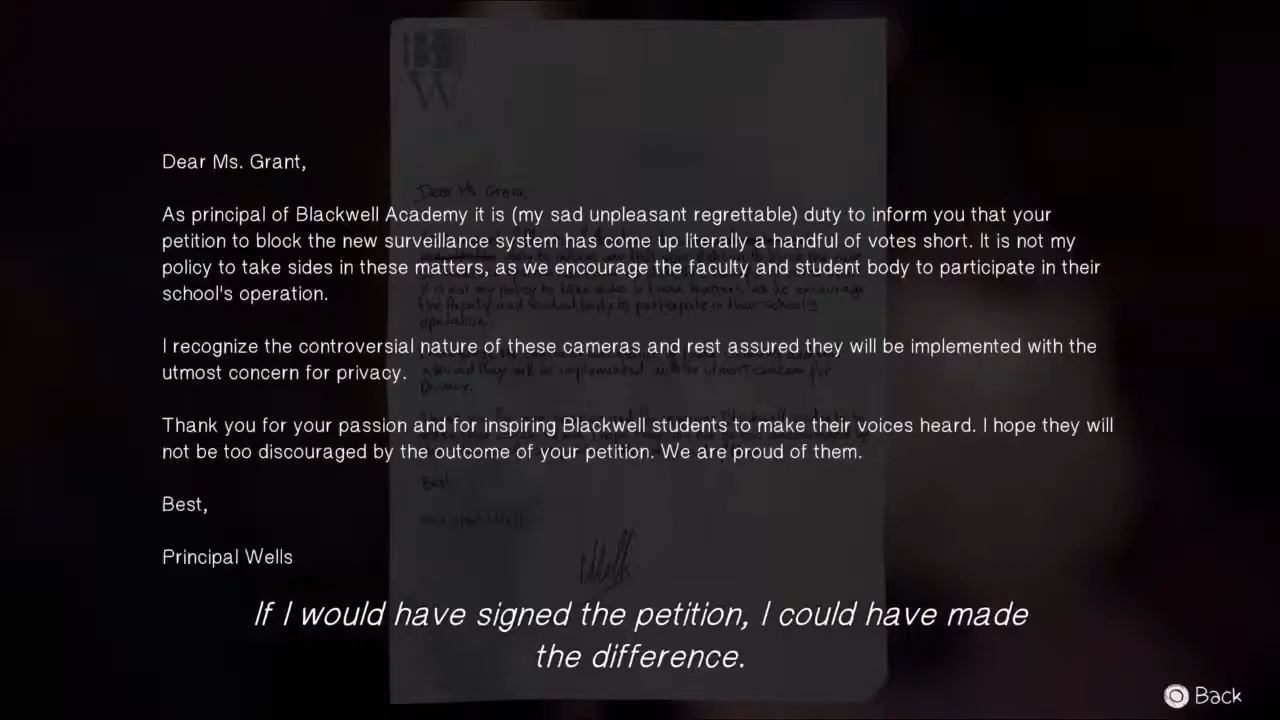 Dear Ms. Grant,
As principal of Blackwell Academy it is (my sad unpleasant regrettable) duty to inform you that your
petition to block the new surveillance system has come up literally a handful of votes short. It is not my
policy to take sides in these matters, as we encourage the faculty and student body to participate in their
school's operation.
I recognize the controversial nature of these cameras and rest assured they will be implemented with the
utmost concern for privacy.
Thank you for your passion and for inspiring Blackwell students to make their voices heard. I hope they will
not be too discouraged by the outcome of your petition. We are proud of them.
Best,
Principal Wells
If I would have signed the petition, I could have made
the difference.
Back